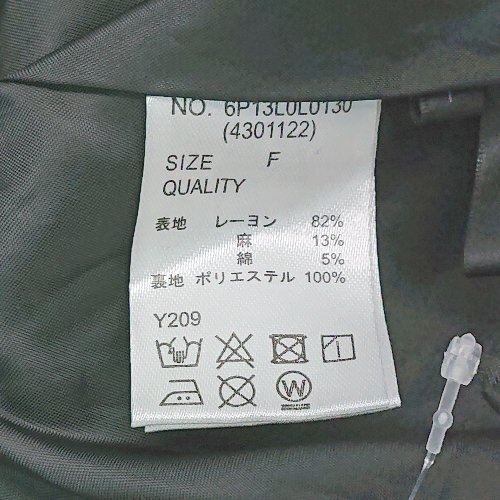 NO. 6P13L0L0130
(4301122)
SIZE F
QUALITY
表地 レーヨン 82%
麻 13%
綿 5%
裏地 ポリエステル 100%
Y209
W